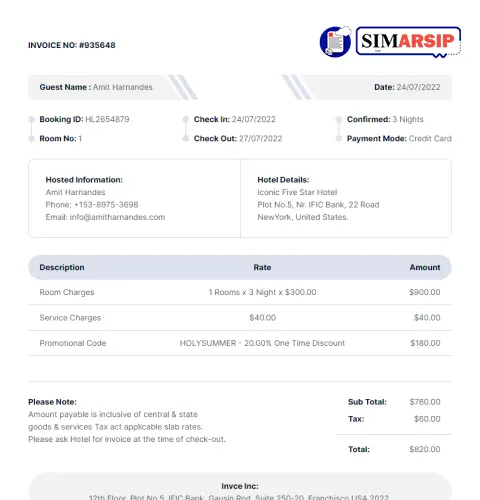 INVOICE NO: #935648
SIMARSIP
Guest Name : Amit Harnandes
Date: 24/07/2022
Booking ID: HL2654879
Check In: 24/07/2022
Confirmed: 3 Nights
Room No: 1
Check Out: 27/07/2022
Payment Mode: Credit Card
Hosted Information:
Amit Harnandes
Phone: +153-8975-3698
Email: info@amitharnandes.com
Hotel Details:
Iconic Five Star Hotel
Plot No.5, Nr. IFIC Bank, 22 Road
NewYork, United States.
Description Rate Amount
Room Charges 1 Rooms x 3 Night x $300.00 $900.00
Service Charges $40.00 $40.00
Promotional Code HOLYSUMMER - 20.00% One Time Discount $180.00
Please Note:
Amount payable is inclusive of central & state
goods & services Tax act applicable slab rates.
Please ask Hotel for invoice at the time of check-out.
Sub Total: $760.00
Tax: $60.00
Total: $820.00
Invce Inc:
12th Floor, Plot No.5, IFIC Bank, Gausin Rod, Suite 250-20, Franchisco USA 2022.